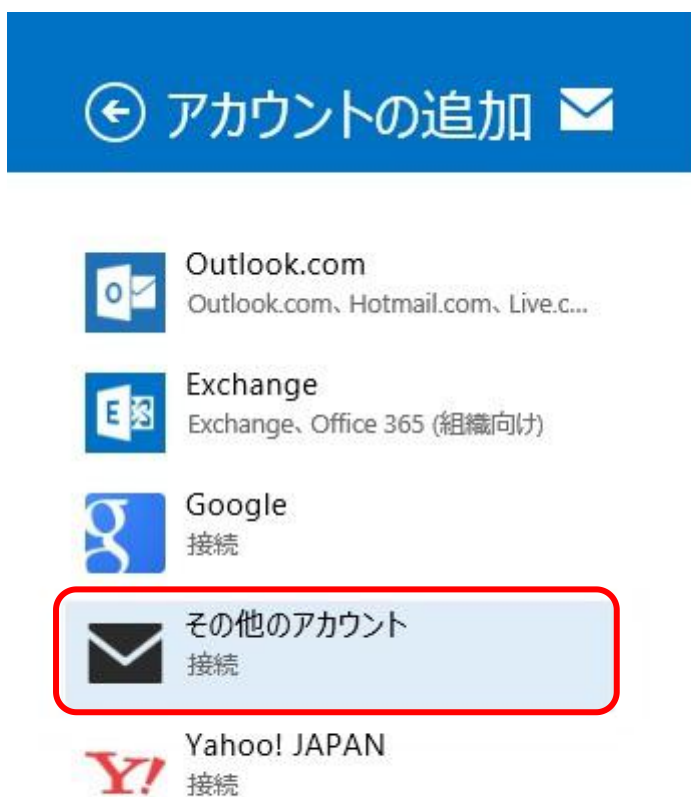 アカウントの追加
Outlook.com
Outlook.com、Hotmail.com、Live.c...
Exchange
Exchange、Office 365 (組織向け)
Google
接続
その他のアカウント
接続
Yahoo! JAPAN
接続